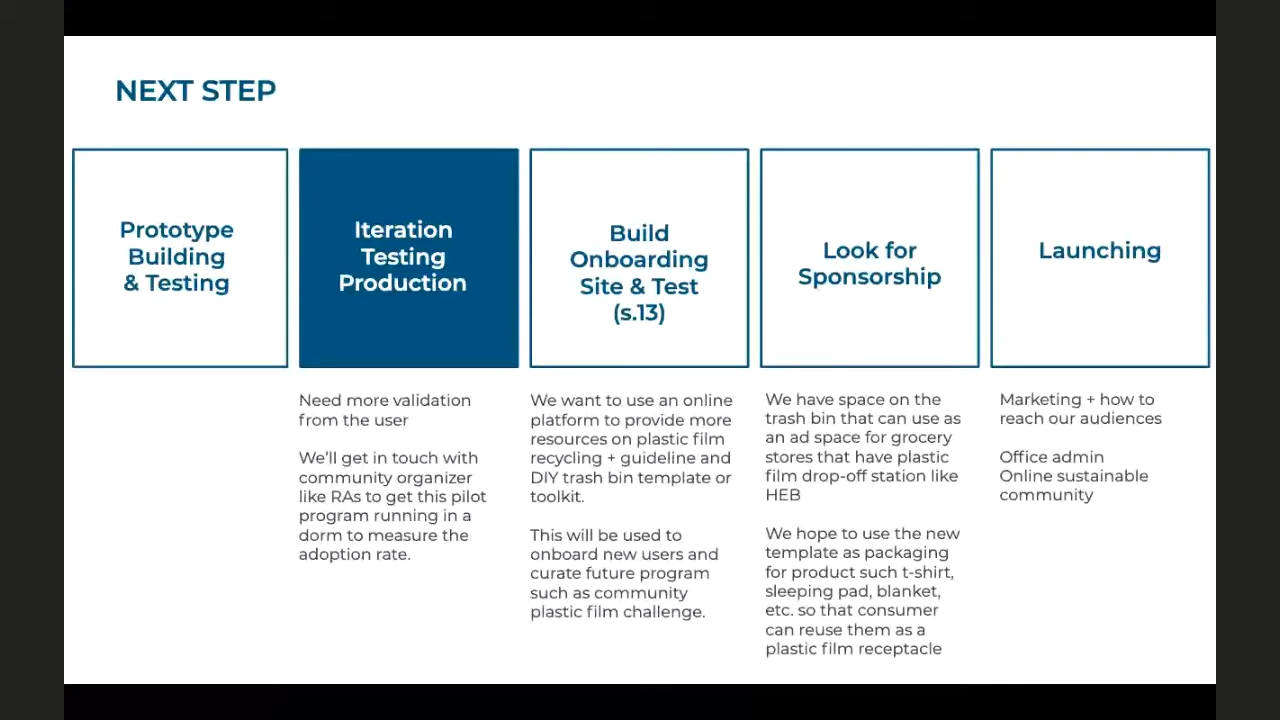 NEXT STEP
Prototype
Building
& Testing
Iteration
Testing
Production
Build
Onboarding
Site & Test
(s.13)
Look for
Sponsorship
Launching
Need more validation
from the user
We'll get in touch with
community organizer
like RAs to get this pilot
program running in a
dorm to measure the
adoption rate.
We want to use an online
platform to provide more
resources on plastic film
recycling + guideline and
DIY trash bin template or
toolkit.
This will be used to
onboard new users and
curate future program
such as community
plastic film challenge.
We have space on the
trash bin that can use as
an ad space for grocery
stores that have plastic
film drop-off station like
HEB
We hope to use the new
template as packaging
for product such t-shirt,
sleeping pad, blanket,
etc. so that consumer
can reuse them as a
plastic film receptacle
Marketing + how to
reach our audiences
Office admin
Online sustainable
community